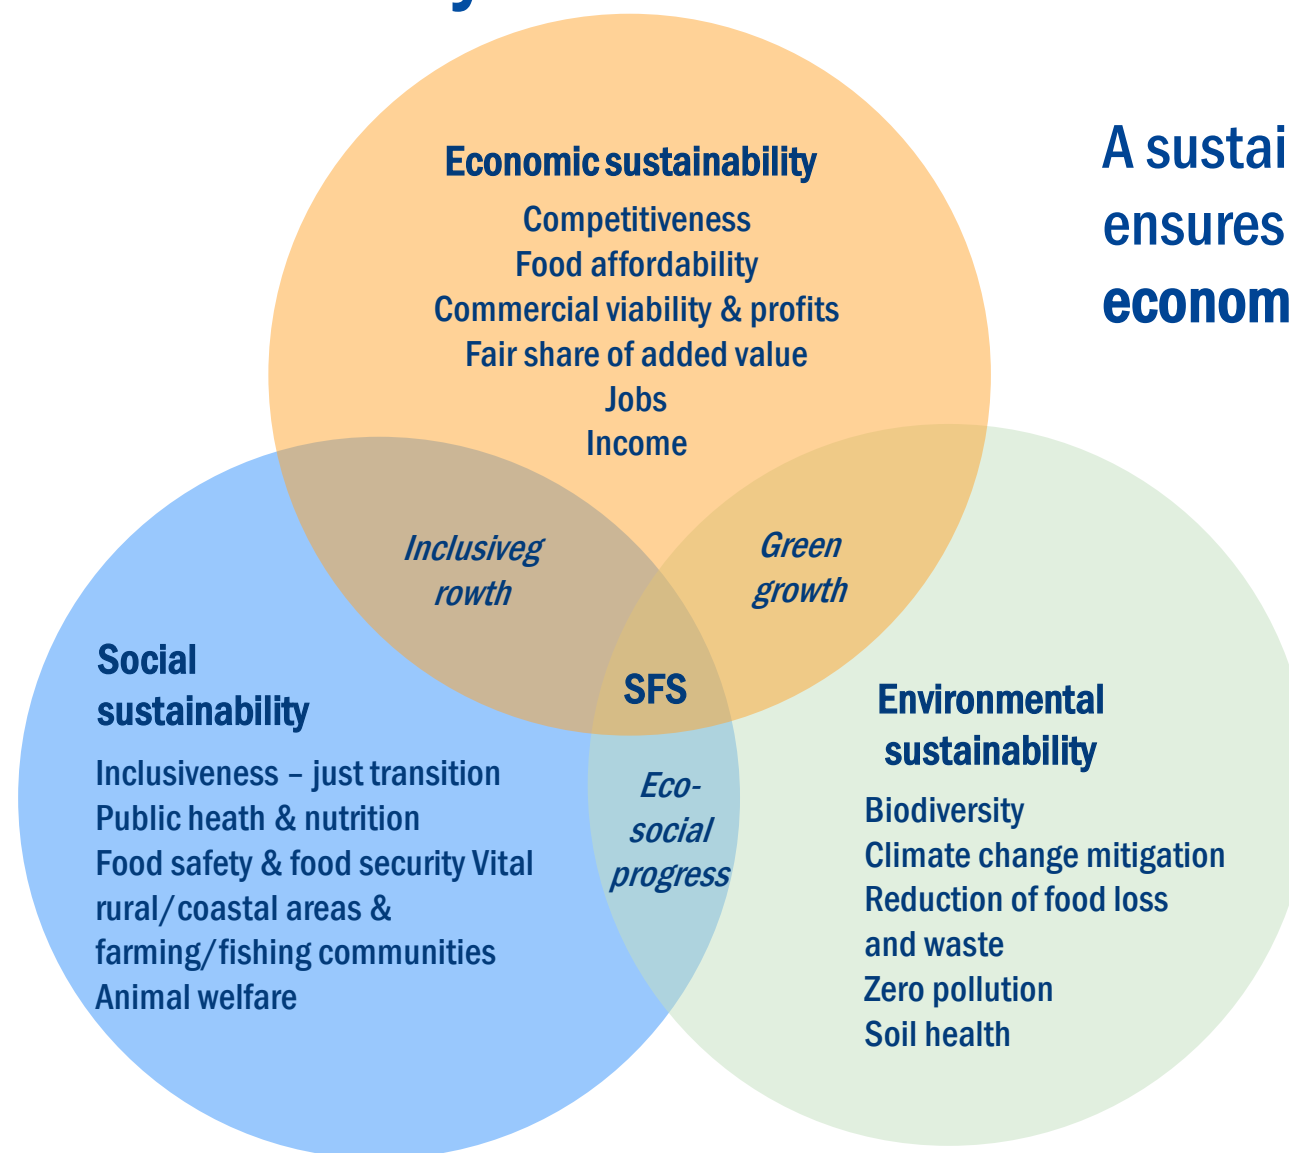 Economic sustainability
Competitiveness
Food affordability
Commercial viability & profits
Fair share of added value
Jobs
Income
A sustai
ensures
econom
Inclusiveg
rowth
Green
growth
SFS
Social
sustainability
Inclusiveness – just transition
Public heath & nutrition
Food safety & food security Vital
rural/coastal areas &
farming/fishing communities
Animal welfare
Eco-
social
progress
Environmental
sustainability
Biodiversity
Climate change mitigation
Reduction of food loss
and waste
Zero pollution
Soil health